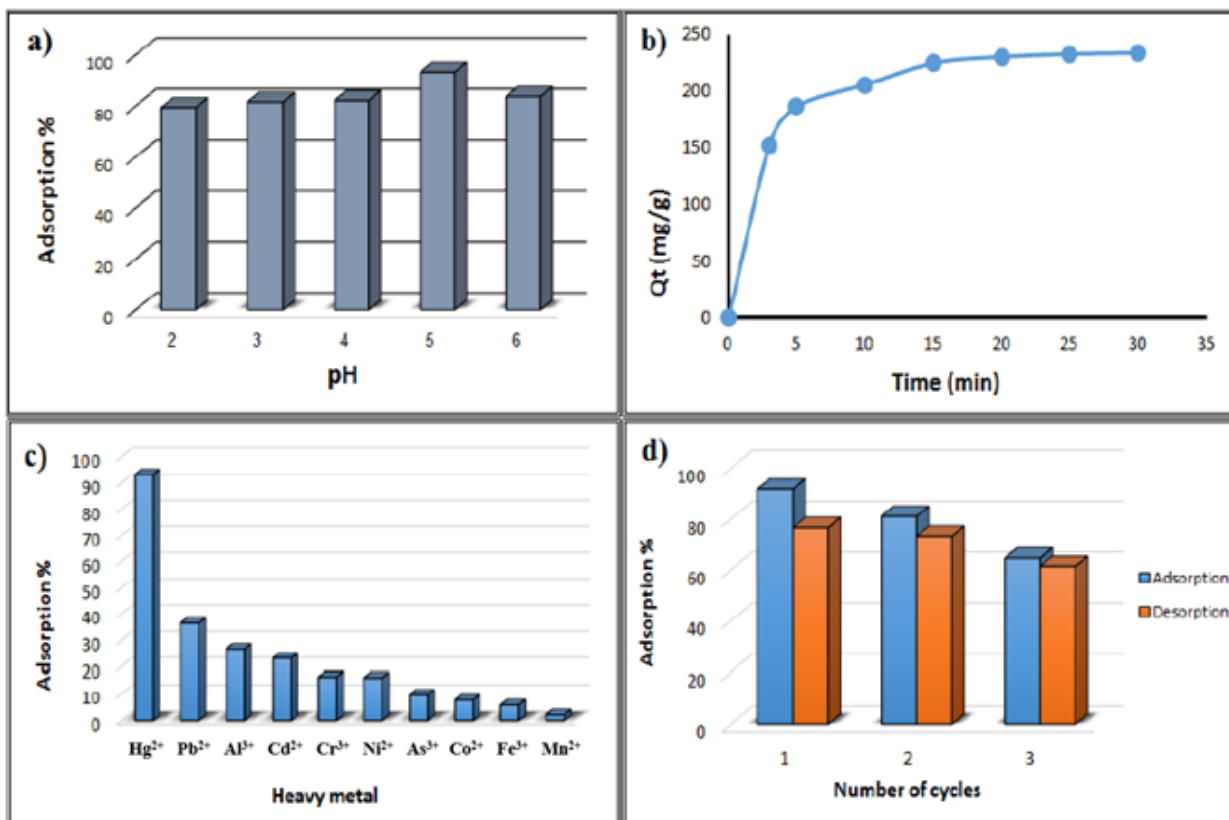 a)
Adsorption %
100
80
60
40
20
0
2 3 4 5 6
pH
b)
Qt (mg/g)
250
200
150
100
50
0
0 5 10 15 20 25 30 35
Time (min)
c)
Adsorption %
100
90
80
70
60
50
40
30
20
10
0
Hg²⁺ Pb²⁺ Al³⁺ Cd²⁺ Cr³⁺ Ni²⁺ As³⁺ Co²⁺ Fe³⁺ Mn²⁺
Heavy metal
d)
Adsorption %
100
80
60
40
20
0
1 2 3
Number of cycles
Adsorption
Desorption